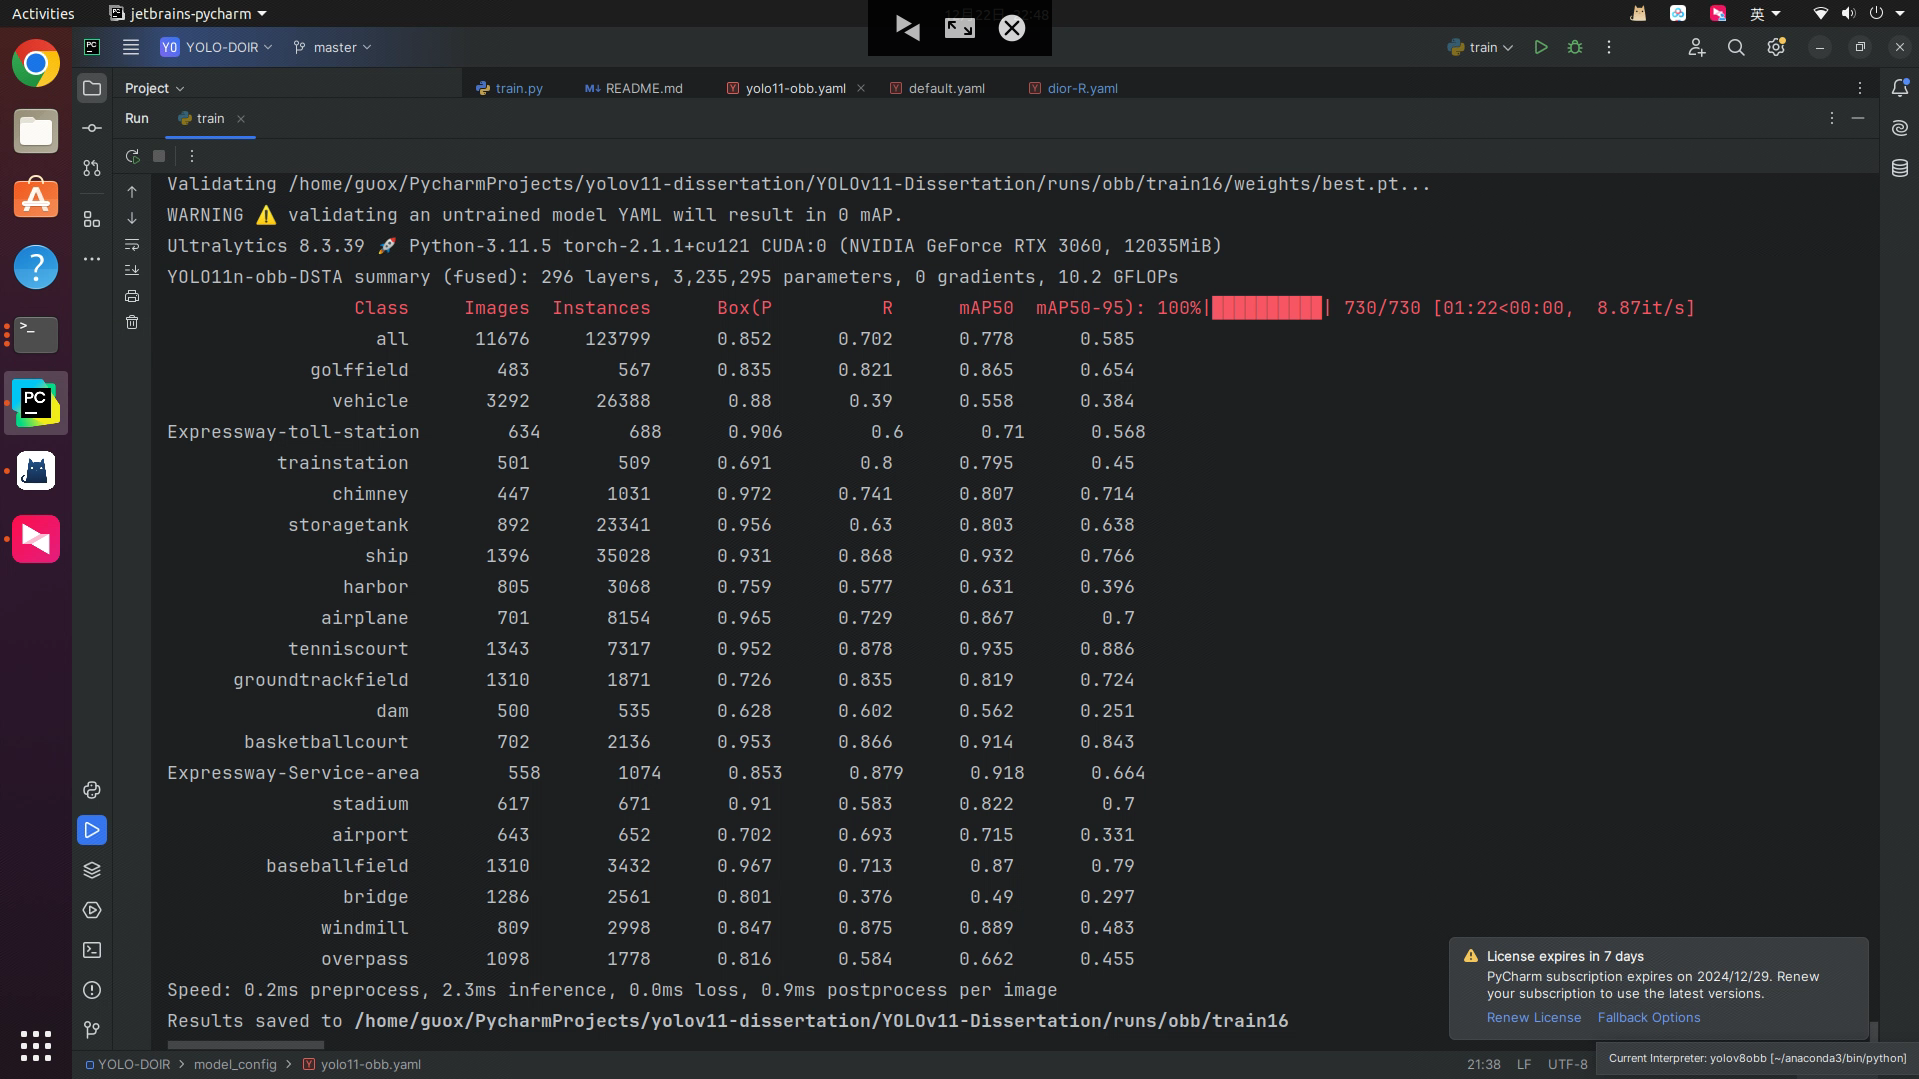 Activities jetbrains-pycharm 英
YO YOLO-DOIR master train
Project train.py README.md yolo11-obb.yaml default.yaml dior-R.yaml
Run train
Validating /home/guox/PycharmProjects/yolov11-dissertation/YOLOv11-Dissertation/runs/obb/train16/weights/best.pt...
WARNING ⚠️ validating an untrained model YAML will result in 0 mAP.
Ultralytics 8.3.39 🚀 Python-3.11.5 torch-2.1.1+cu121 CUDA:0 (NVIDIA GeForce RTX 3060, 12035MiB)
YOLO11n-obb-DSTA summary (fused): 296 layers, 3,235,295 parameters, 0 gradients, 10.2 GFLOPs
Class Images Instances Box(P R mAP50 mAP50-95): 100%|██████████| 730/730 [01:22<00:00, 8.87it/s]
all 11676 123799 0.852 0.702 0.778 0.585
golffield 483 567 0.835 0.821 0.865 0.654
vehicle 3292 26388 0.88 0.39 0.558 0.384
Expressway-toll-station 634 688 0.906 0.6 0.71 0.568
trainstation 501 509 0.691 0.8 0.795 0.45
chimney 447 1031 0.972 0.741 0.807 0.714
storagetank 892 23341 0.956 0.63 0.803 0.638
ship 1396 35028 0.931 0.868 0.932 0.766
harbor 805 3068 0.759 0.577 0.631 0.396
airplane 701 8154 0.965 0.729 0.867 0.7
tenniscourt 1343 7317 0.952 0.878 0.935 0.886
groundtrackfield 1310 1871 0.726 0.835 0.819 0.724
dam 500 535 0.628 0.602 0.562 0.251
basketballcourt 702 2136 0.953 0.866 0.914 0.843
Expressway-Service-area 558 1074 0.853 0.879 0.918 0.664
stadium 617 671 0.91 0.583 0.822 0.7
airport 643 652 0.702 0.693 0.715 0.331
baseballfield 1310 3432 0.967 0.713 0.87 0.79
bridge 1286 2561 0.801 0.376 0.49 0.297
windmill 809 2998 0.847 0.875 0.889 0.483
overpass 1098 1778 0.816 0.584 0.662 0.455
Speed: 0.2ms preprocess, 2.3ms inference, 0.0ms loss, 0.9ms postprocess per image
Results saved to /home/guox/PycharmProjects/yolov11-dissertation/YOLOv11-Dissertation/runs/obb/train16
License expires in 7 days
PyCharm subscription expires on 2024/12/29. Renew
your subscription to use the latest versions.
Renew License Fallback Options
YOLO-DOIR > model_config > yolo11-obb.yaml 21:38 LF UTF-8
Current Interpreter: yolov8obb [~/anaconda3/bin/python]